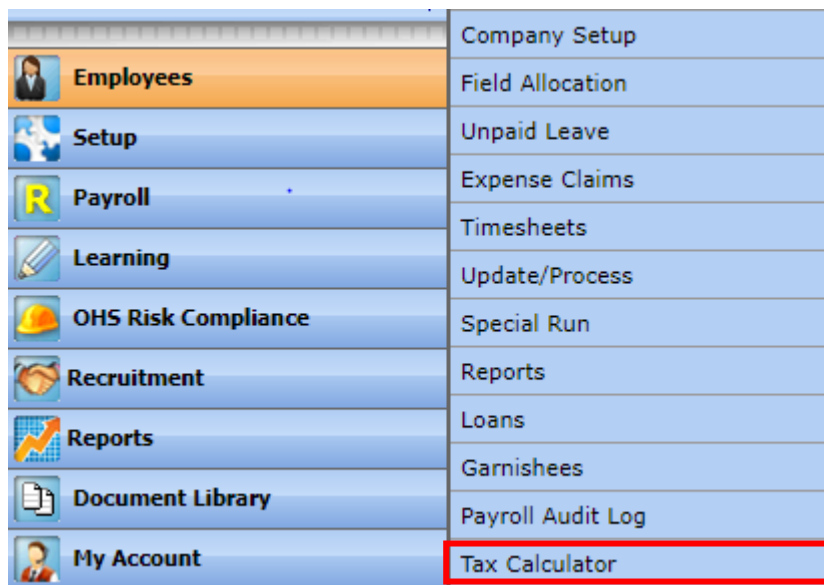 Employees
Setup
Payroll
Learning
OHS Risk Compliance
Recruitment
Reports
Document Library
My Account
Company Setup
Field Allocation
Unpaid Leave
Expense Claims
Timesheets
Update/Process
Special Run
Reports
Loans
Garnishees
Payroll Audit Log
Tax Calculator